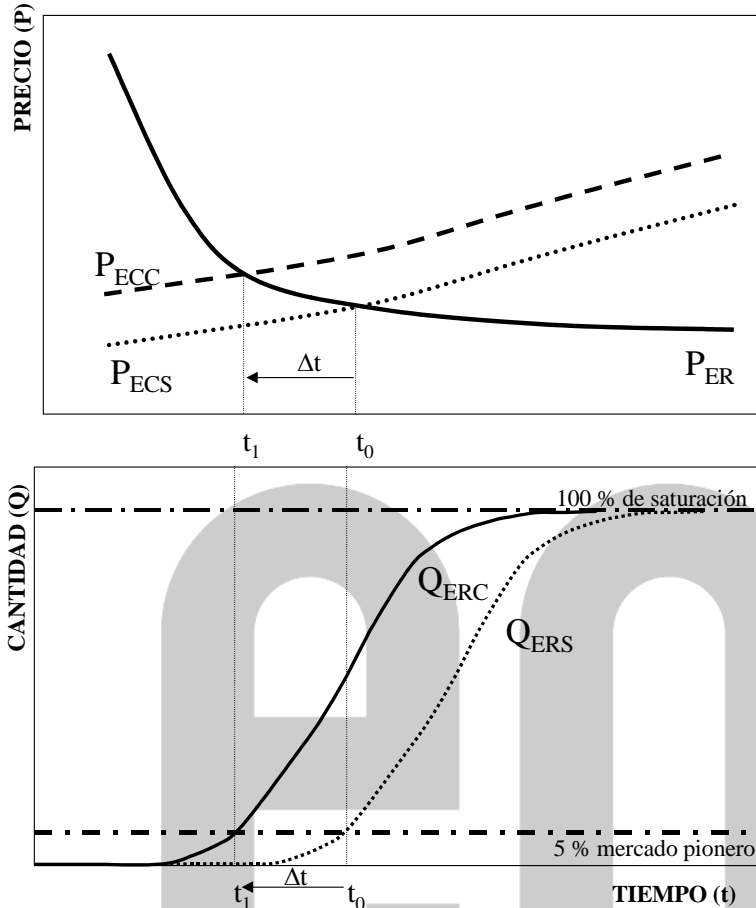 PRECIO (P)
P_ECC
P_ECS
Δt
P_ER
t_1
t_0
CANTIDAD (Q)
100 % de saturación
Q_ERC
Q_ERS
5 % mercado pionero
t_1
Δt
t_0
TIEMPO (t)